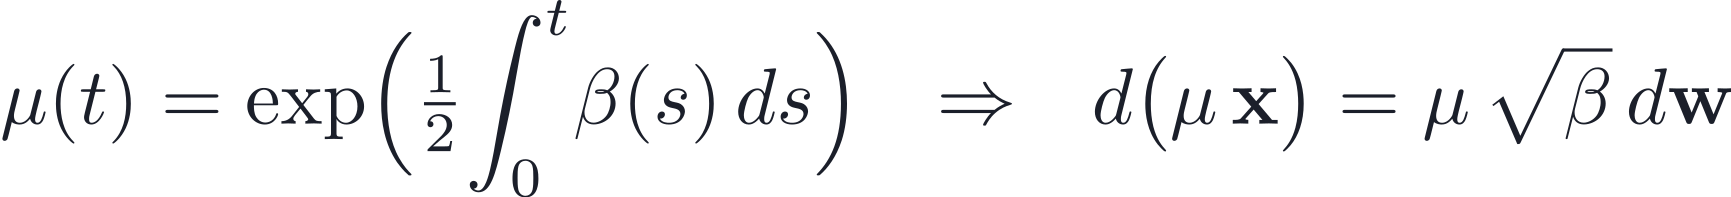 μ(t) = exp(½ ∫₀ᵗ β(s) ds) ⇒ d(μ 𝐱) = μ √β d𝐰